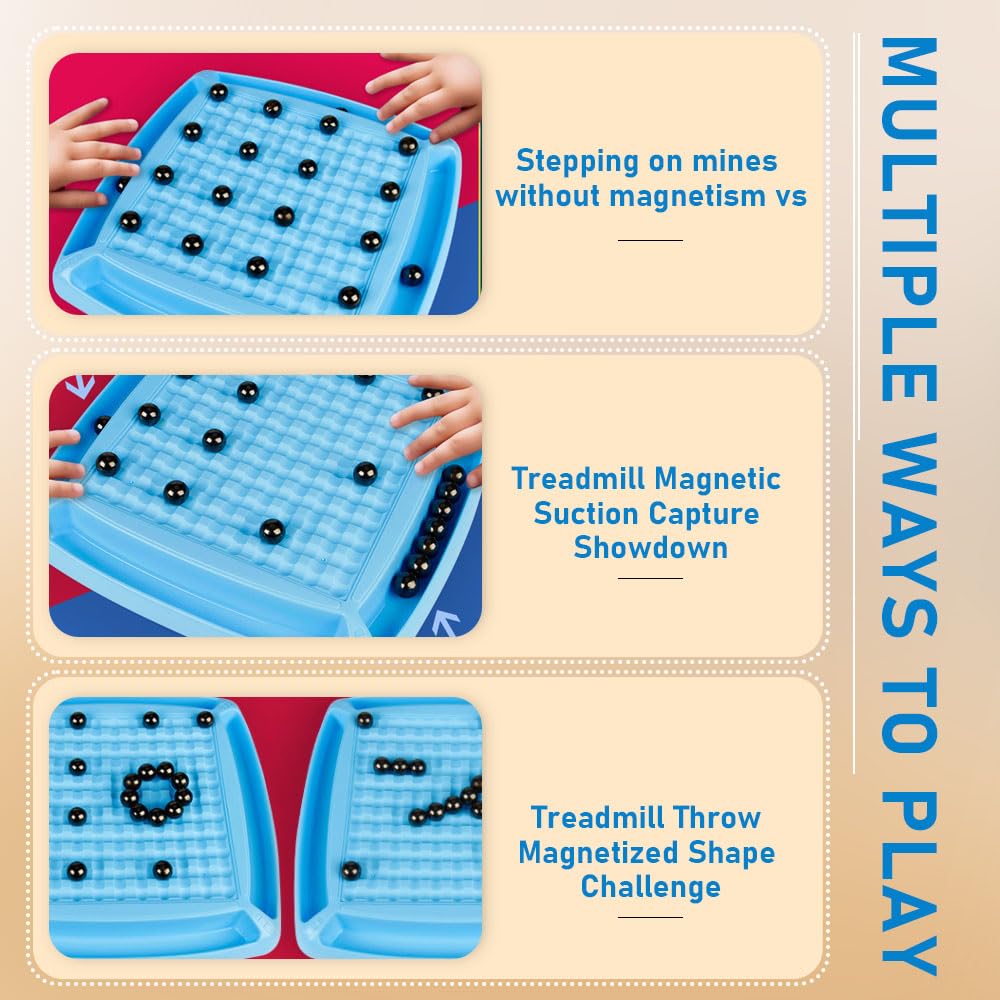 Stepping on mines
without magnetism vs
Treadmill Magnetic
Suction Capture
Showdown
Treadmill Throw
Magnetized Shape
Challenge
MULTIPLE WAYS TO PLAY